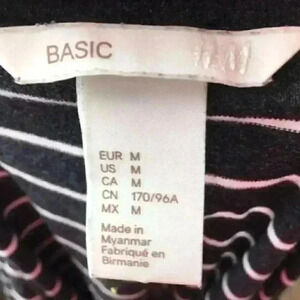 BASIC
H&M
EUR M
US M
CA M
CN 170/96A
MX M
Made in
Myanmar
Fabriqué en
Birmanie